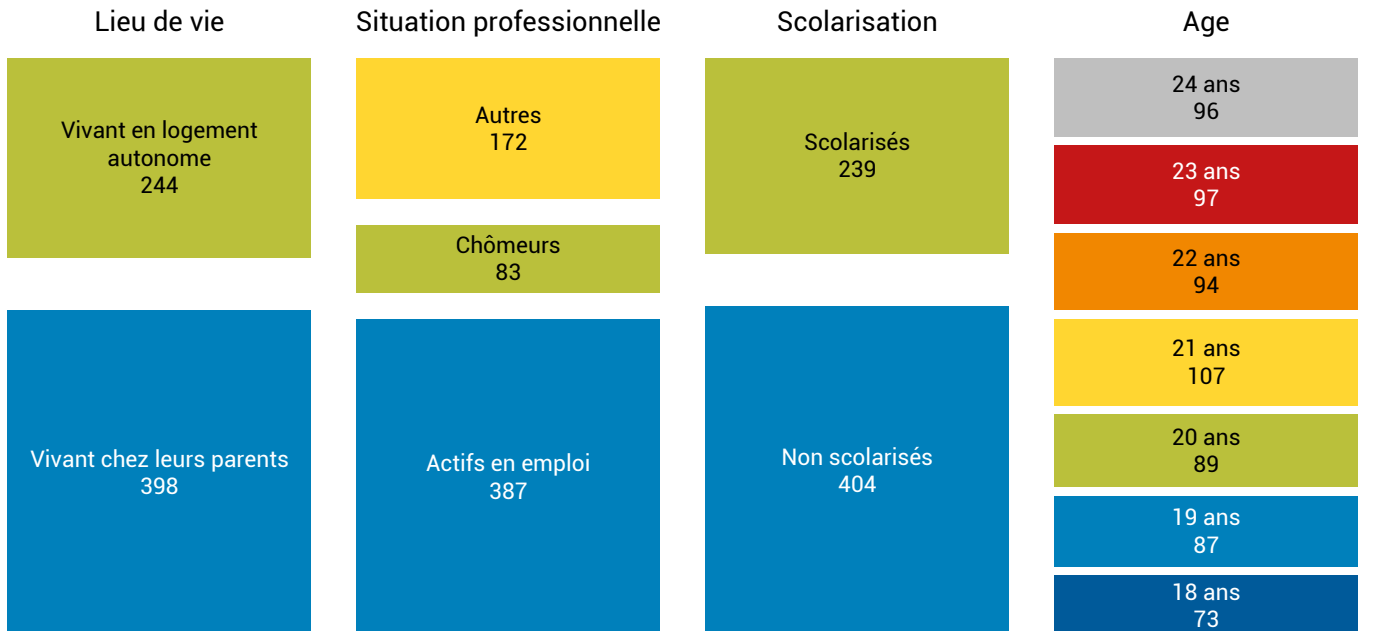 Lieu de vie
Vivant en logement
autonome
244
Vivant chez leurs parents
398
Situation professionnelle
Autres
172
Chômeurs
83
Actifs en emploi
387
Scolarisation
Scolarisés
239
Non scolarisés
404
Age
24 ans
96
23 ans
97
22 ans
94
21 ans
107
20 ans
89
19 ans
87
18 ans
73